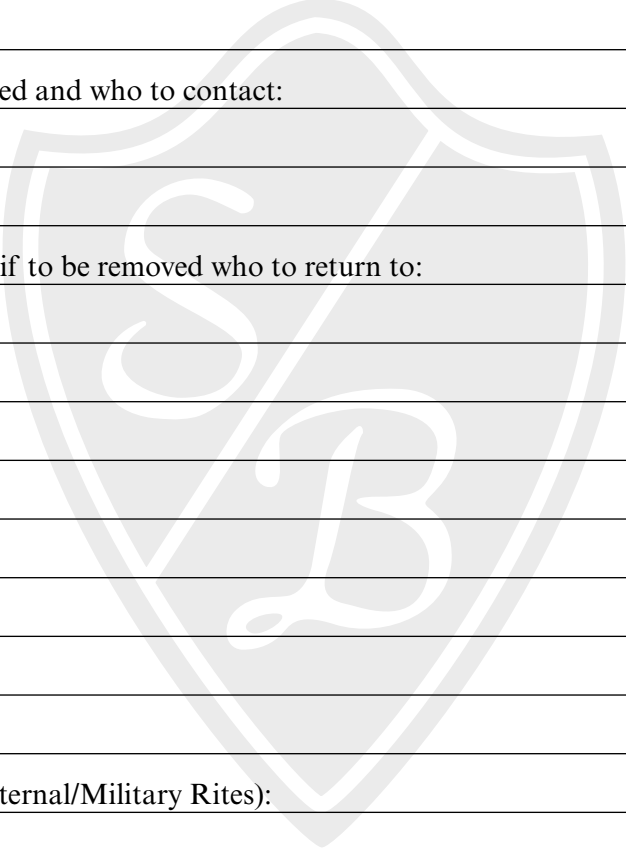 ed and who to contact:
if to be removed who to return to:
S
B
ternal/Military Rites):